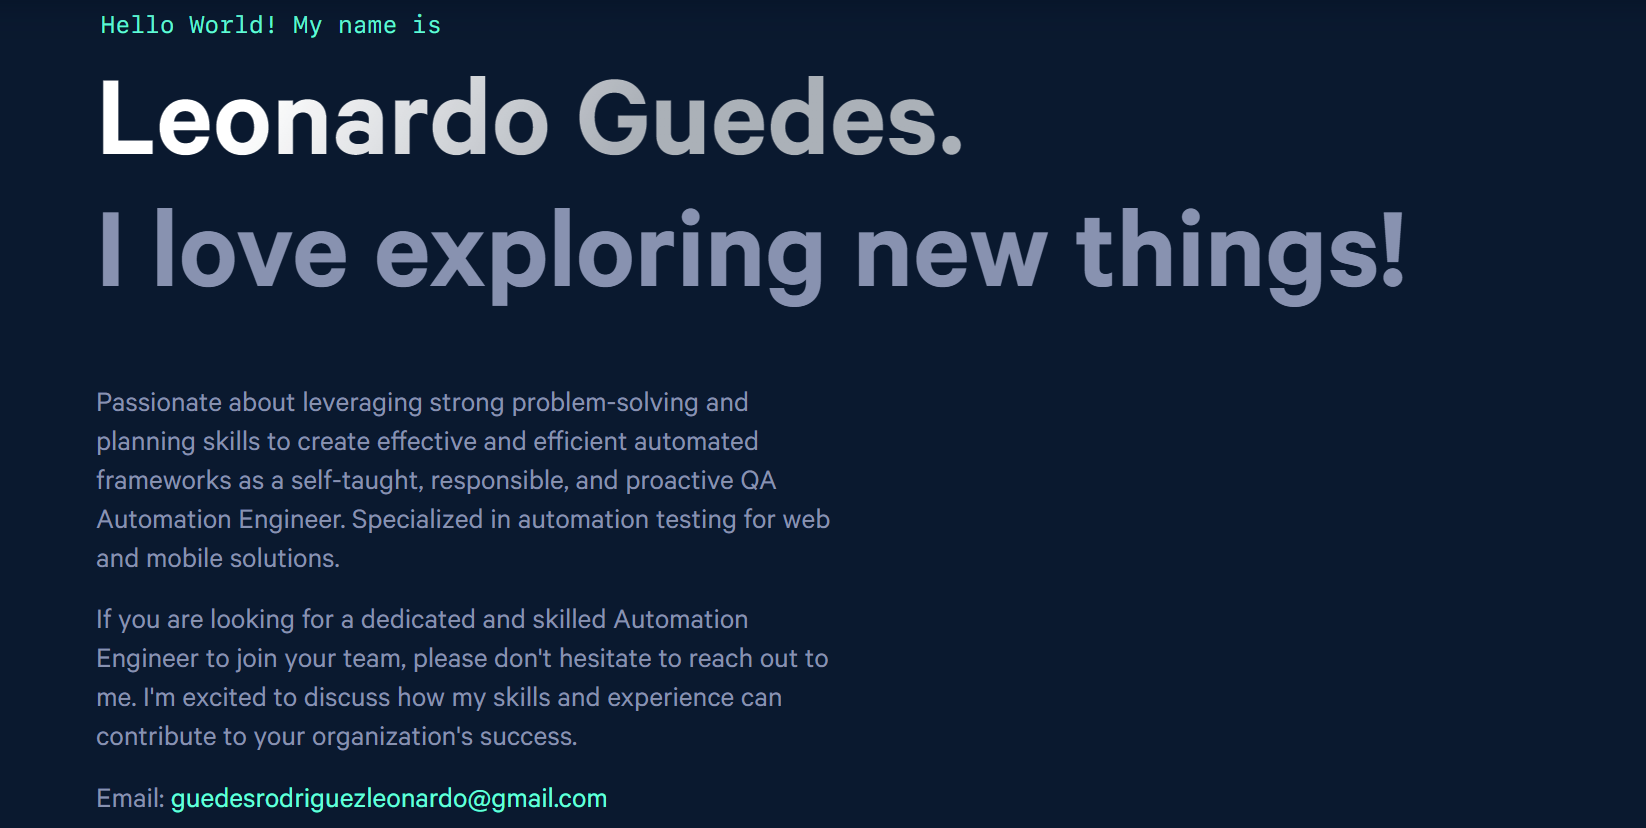 Hello World! My name is
Leonardo Guedes.
I love exploring new things!
Passionate about leveraging strong problem-solving and
planning skills to create effective and efficient automated
frameworks as a self-taught, responsible, and proactive QA
Automation Engineer. Specialized in automation testing for web
and mobile solutions.
If you are looking for a dedicated and skilled Automation
Engineer to join your team, please don't hesitate to reach out to
me. I'm excited to discuss how my skills and experience can
contribute to your organization's success.
Email: guedesrodriguezleonardo@gmail.com